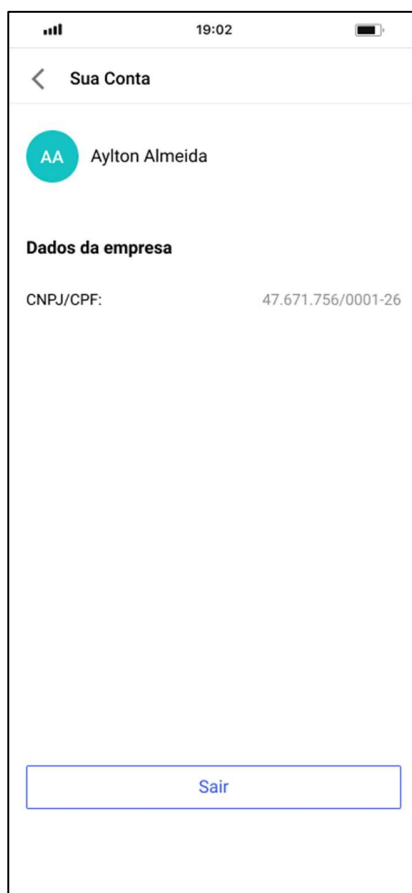 19:02
Sua Conta
AA Aylton Almeida
Dados da empresa
CNPJ/CPF: 47.671.756/0001-26
Sair